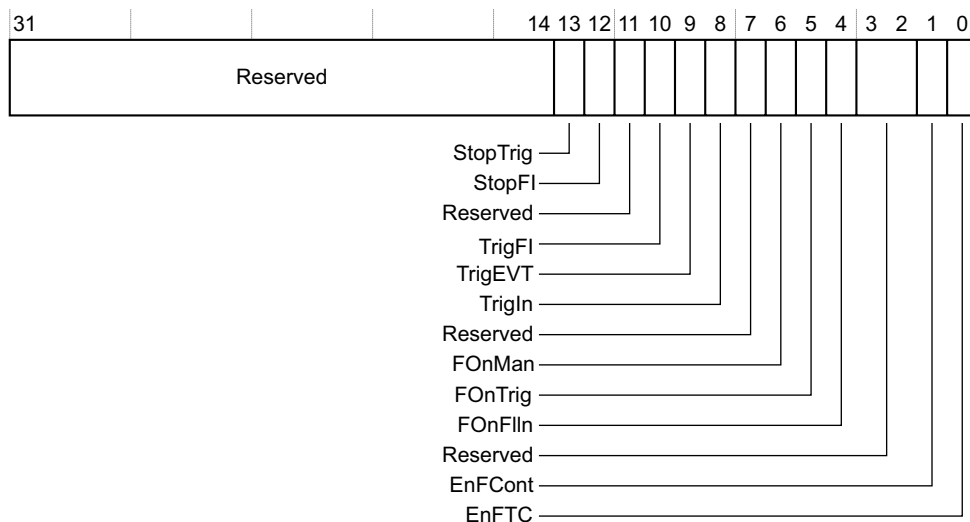 31 14 13 12 11 10 9 8 7 6 5 4 3 2 1 0
Reserved
StopTrig
StopFI
Reserved
TrigFI
TrigEVT
TrigIn
Reserved
FOnMan
FOnTrig
FOnFlIn
Reserved
EnFCont
EnFTC